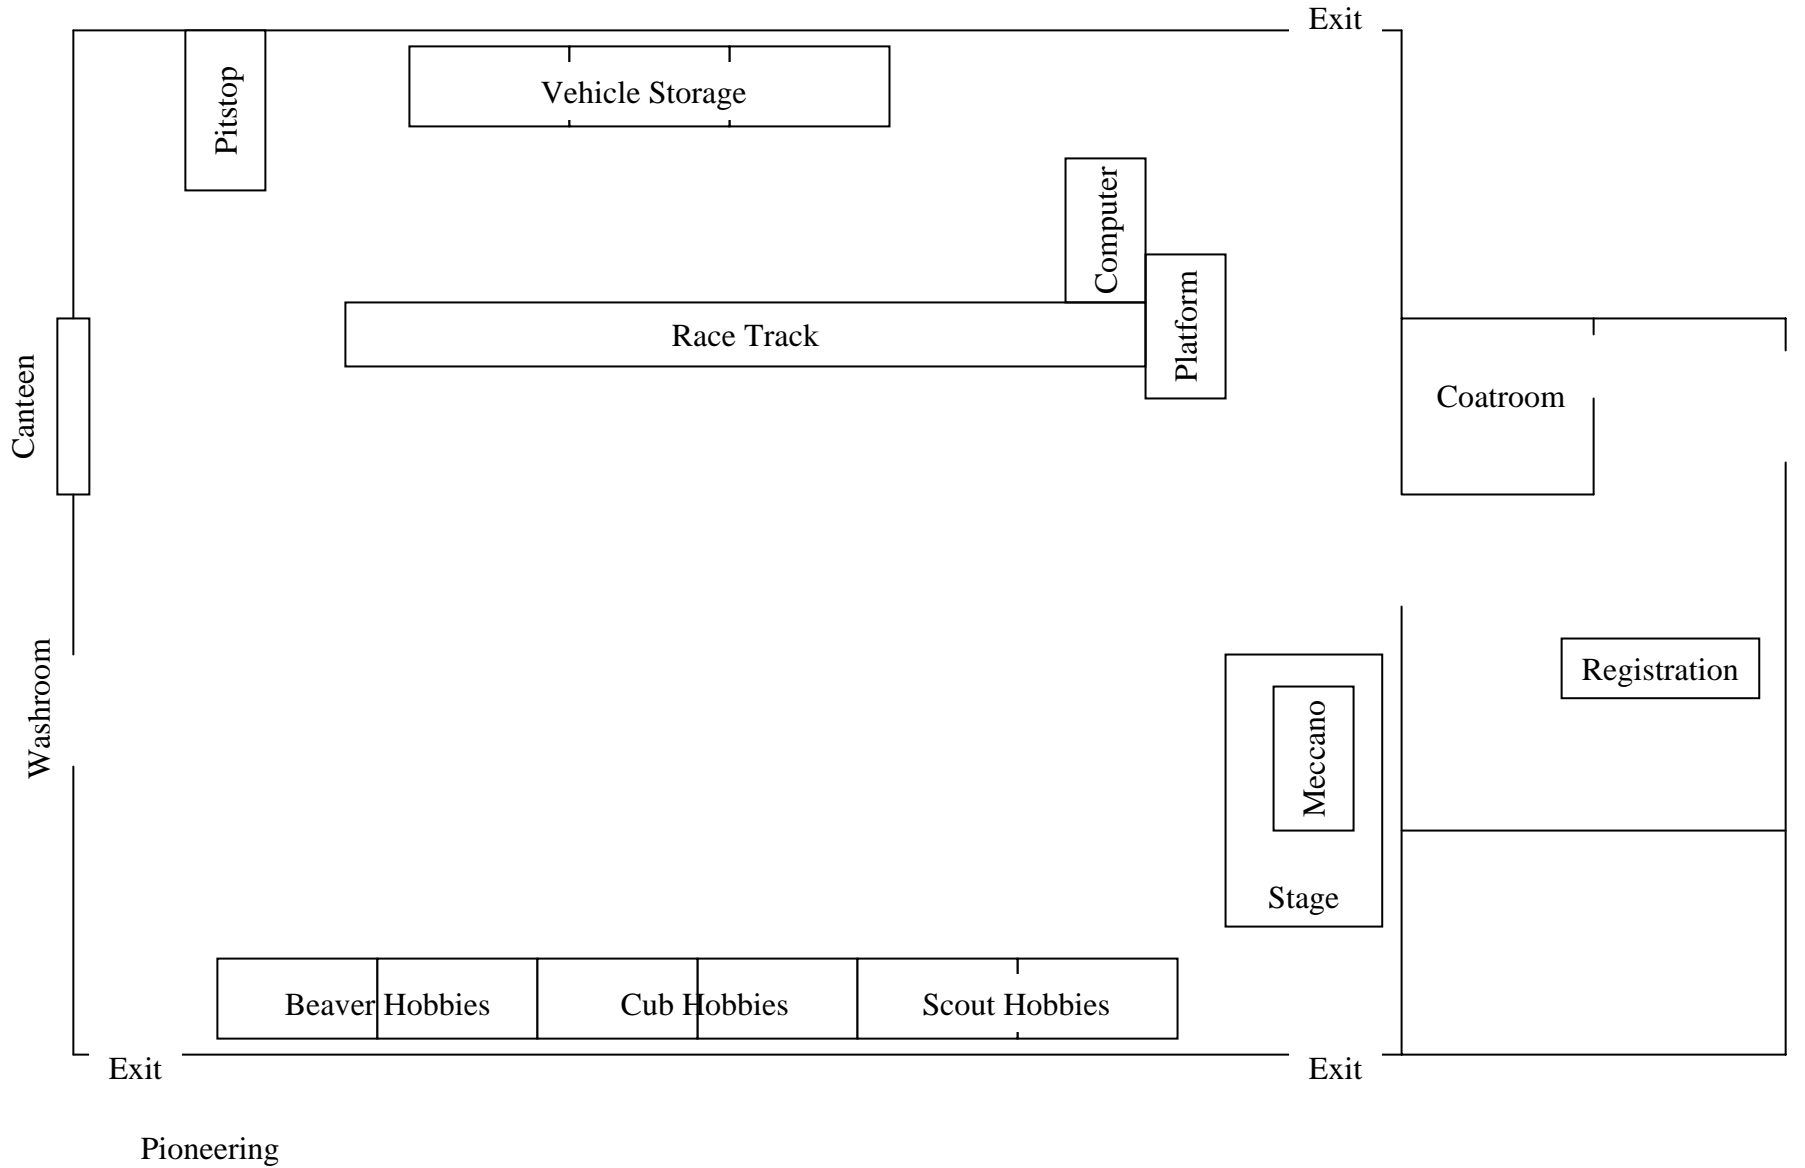 Exit
Pitstop
Vehicle Storage
Computer
Platform
Race Track
Canteen
Coatroom
Washroom
Registration
Meccano
Stage
Beaver Hobbies
Cub Hobbies
Scout Hobbies
Exit
Exit
Pioneering